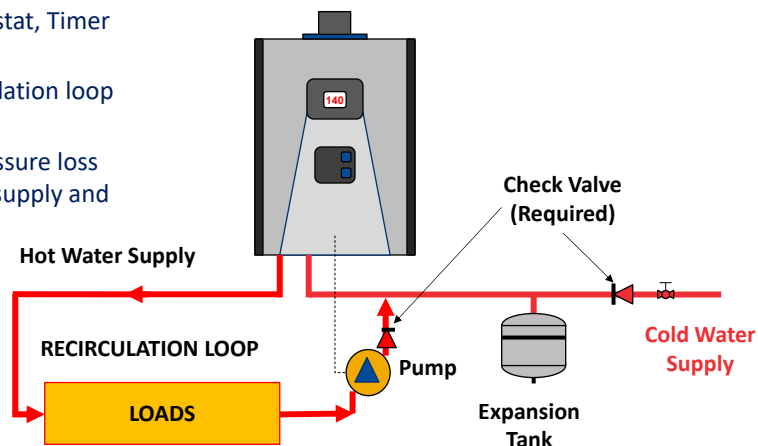 stat, Timer
lation loop
ssure loss
supply and
140
Check Valve
(Required)
Hot Water Supply
RECIRCULATION LOOP
Pump
Cold Water
Supply
LOADS
Expansion
Tank